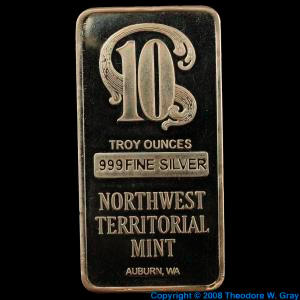 10
TROY OUNCES
999 FINE SILVER
NORTHWEST
TERRITORIAL
MINT
AUBURN, WA
Copyright © 2008 Theodore W. Gray